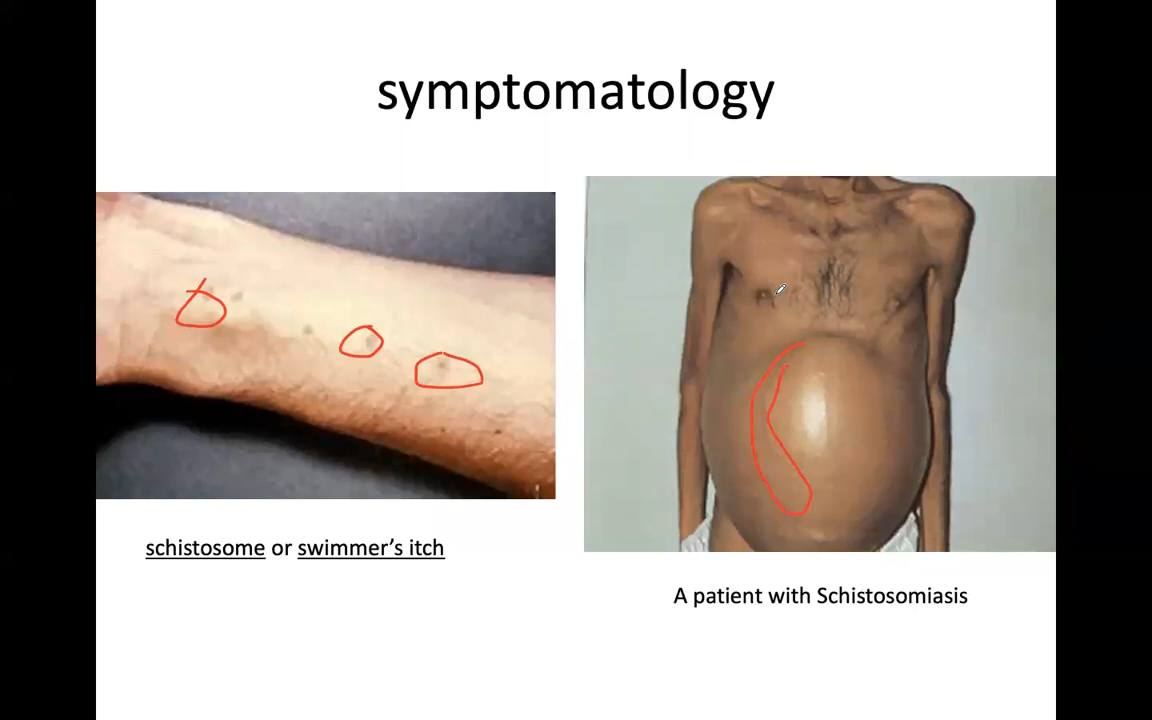 symptomatology
schistosome or swimmer’s itch
A patient with Schistosomiasis